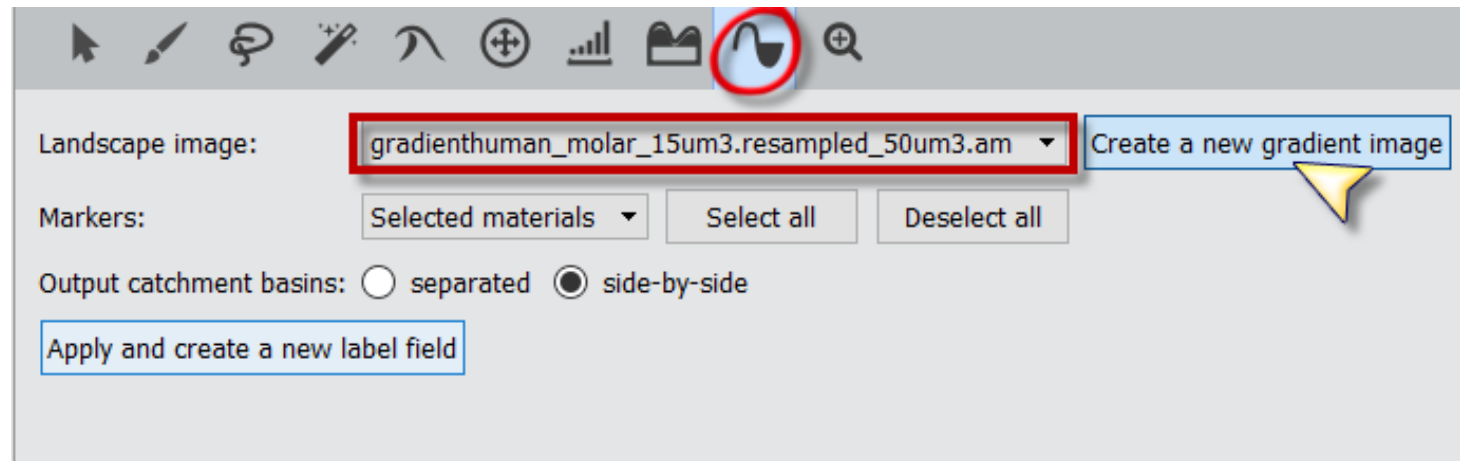 Landscape image: gradienthuman_molar_15um3.resampled_50um3.am Create a new gradient image
Markers: Selected materials Select all Deselect all
Output catchment basins: separated side-by-side
Apply and create a new label field